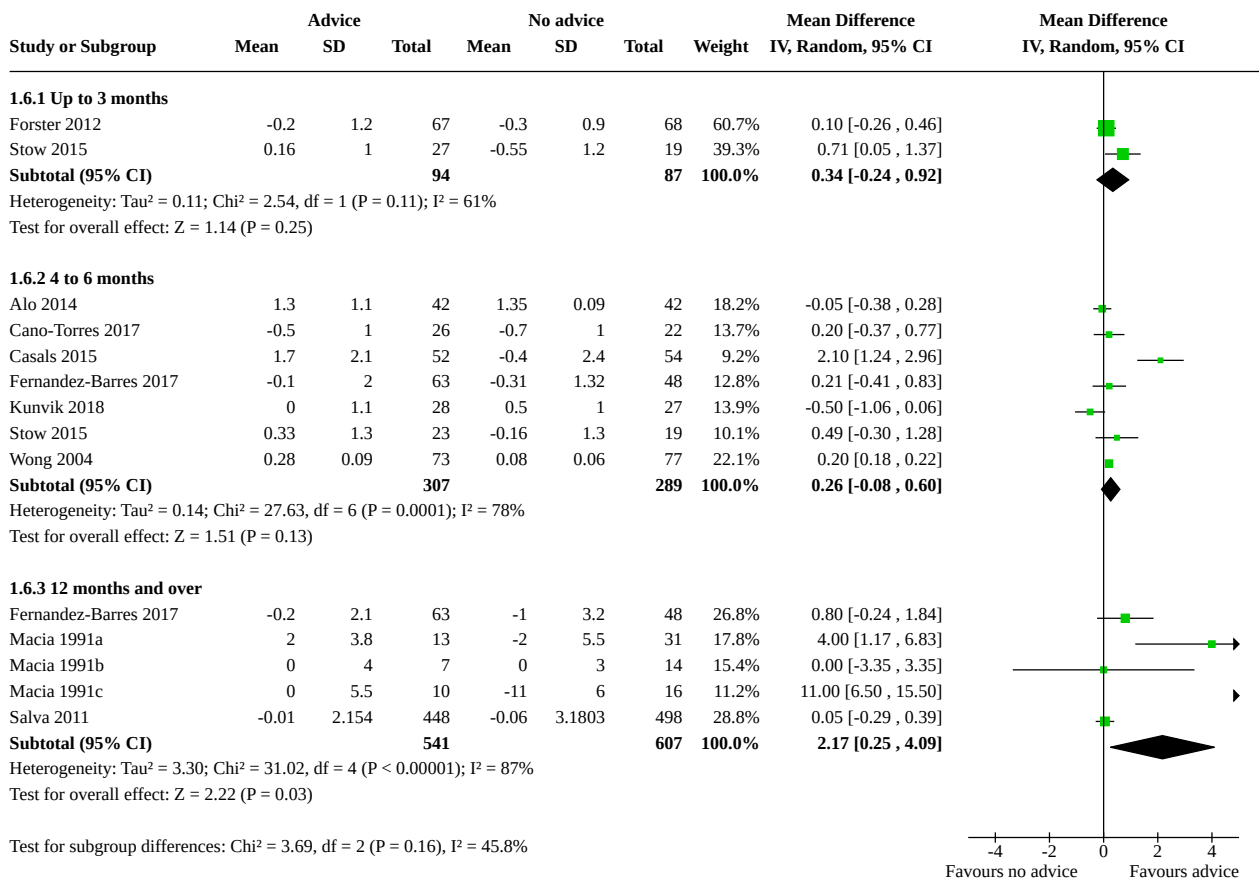 Advice No advice Mean Difference Mean Difference
Study or Subgroup Mean SD Total Mean SD Total Weight IV, Random, 95% CI IV, Random, 95% CI
1.6.1 Up to 3 months
Forster 2012 -0.2 1.2 67 -0.3 0.9 68 60.7% 0.10 [-0.26 , 0.46]
Stow 2015 0.16 1 27 -0.55 1.2 19 39.3% 0.71 [0.05 , 1.37]
Subtotal (95% CI) 94 87 100.0% 0.34 [-0.24 , 0.92]
Heterogeneity: Tau² = 0.11; Chi² = 2.54, df = 1 (P = 0.11); I² = 61%
Test for overall effect: Z = 1.14 (P = 0.25)
1.6.2 4 to 6 months
Alo 2014 1.3 1.1 42 1.35 0.09 42 18.2% -0.05 [-0.38 , 0.28]
Cano-Torres 2017 -0.5 1 26 -0.7 1 22 13.7% 0.20 [-0.37 , 0.77]
Casals 2015 1.7 2.1 52 -0.4 2.4 54 9.2% 2.10 [1.24 , 2.96]
Fernandez-Barres 2017 -0.1 2 63 -0.31 1.32 48 12.8% 0.21 [-0.41 , 0.83]
Kunvik 2018 0 1.1 28 0.5 1 27 13.9% -0.50 [-1.06 , 0.06]
Stow 2015 0.33 1.3 23 -0.16 1.3 19 10.1% 0.49 [-0.30 , 1.28]
Wong 2004 0.28 0.09 73 0.08 0.06 77 22.1% 0.20 [0.18 , 0.22]
Subtotal (95% CI) 307 289 100.0% 0.26 [-0.08 , 0.60]
Heterogeneity: Tau² = 0.14; Chi² = 27.63, df = 6 (P = 0.0001); I² = 78%
Test for overall effect: Z = 1.51 (P = 0.13)
1.6.3 12 months and over
Fernandez-Barres 2017 -0.2 2.1 63 -1 3.2 48 26.8% 0.80 [-0.24 , 1.84]
Macia 1991a 2 3.8 13 -2 5.5 31 17.8% 4.00 [1.17 , 6.83]
Macia 1991b 0 4 7 0 3 14 15.4% 0.00 [-3.35 , 3.35]
Macia 1991c 0 5.5 10 -11 6 16 11.2% 11.00 [6.50 , 15.50]
Salva 2011 -0.01 2.154 448 -0.06 3.1803 498 28.8% 0.05 [-0.29 , 0.39]
Subtotal (95% CI) 541 607 100.0% 2.17 [0.25 , 4.09]
Heterogeneity: Tau² = 3.30; Chi² = 31.02, df = 4 (P < 0.00001); I² = 87%
Test for overall effect: Z = 2.22 (P = 0.03)
Test for subgroup differences: Chi² = 3.69, df = 2 (P = 0.16), I² = 45.8%
-4 -2 0 2 4
Favours no advice Favours advice